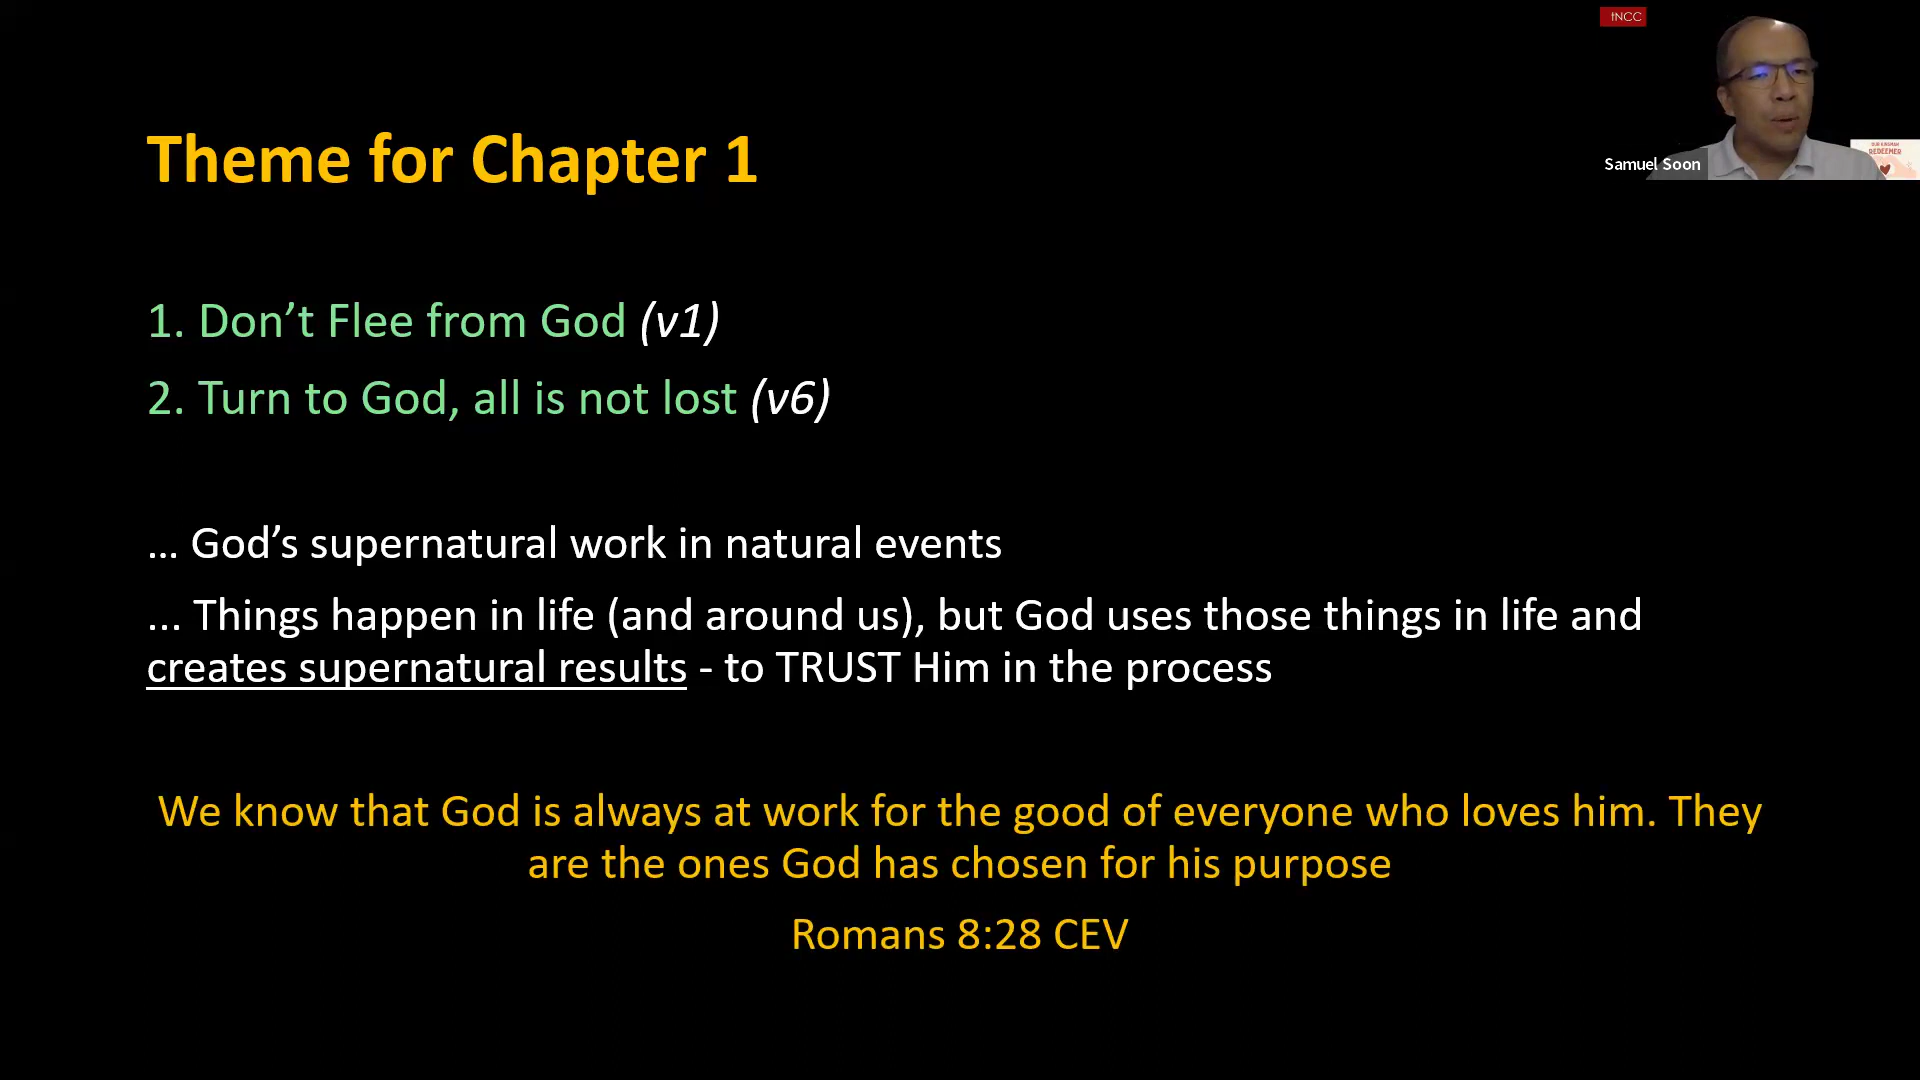 tNCC
Theme for Chapter 1
Samuel Soon
OUR KINSMAN
REDEEMER
1. Don’t Flee from God (v1)
2. Turn to God, all is not lost (v6)
... God’s supernatural work in natural events
... Things happen in life (and around us), but God uses those things in life and
creates supernatural results - to TRUST Him in the process
We know that God is always at work for the good of everyone who loves him. They
are the ones God has chosen for his purpose
Romans 8:28 CEV